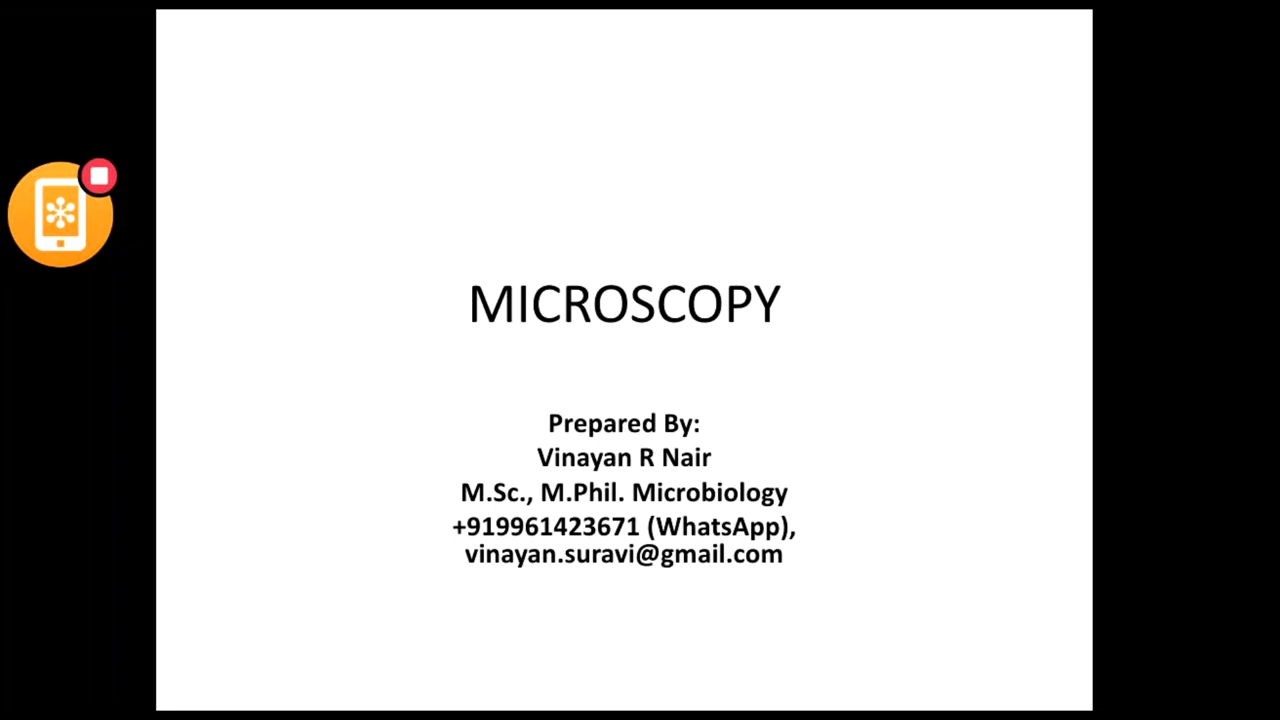 MICROSCOPY
Prepared By:
Vinayan R Nair
M.Sc., M.Phil. Microbiology
+919961423671 (WhatsApp),
vinayan.suravi@gmail.com